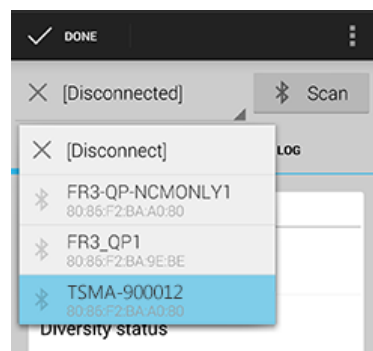 DONE
[Disconnected] Scan
[Disconnect] LOG
FR3-QP-NCMONLY1
80:86:F2:BA:A0:80
FR3_QP1
80:86:F2:BA:9E:BE
TSMA-900012
80:86:F2:BA:A0:80
Diversity status